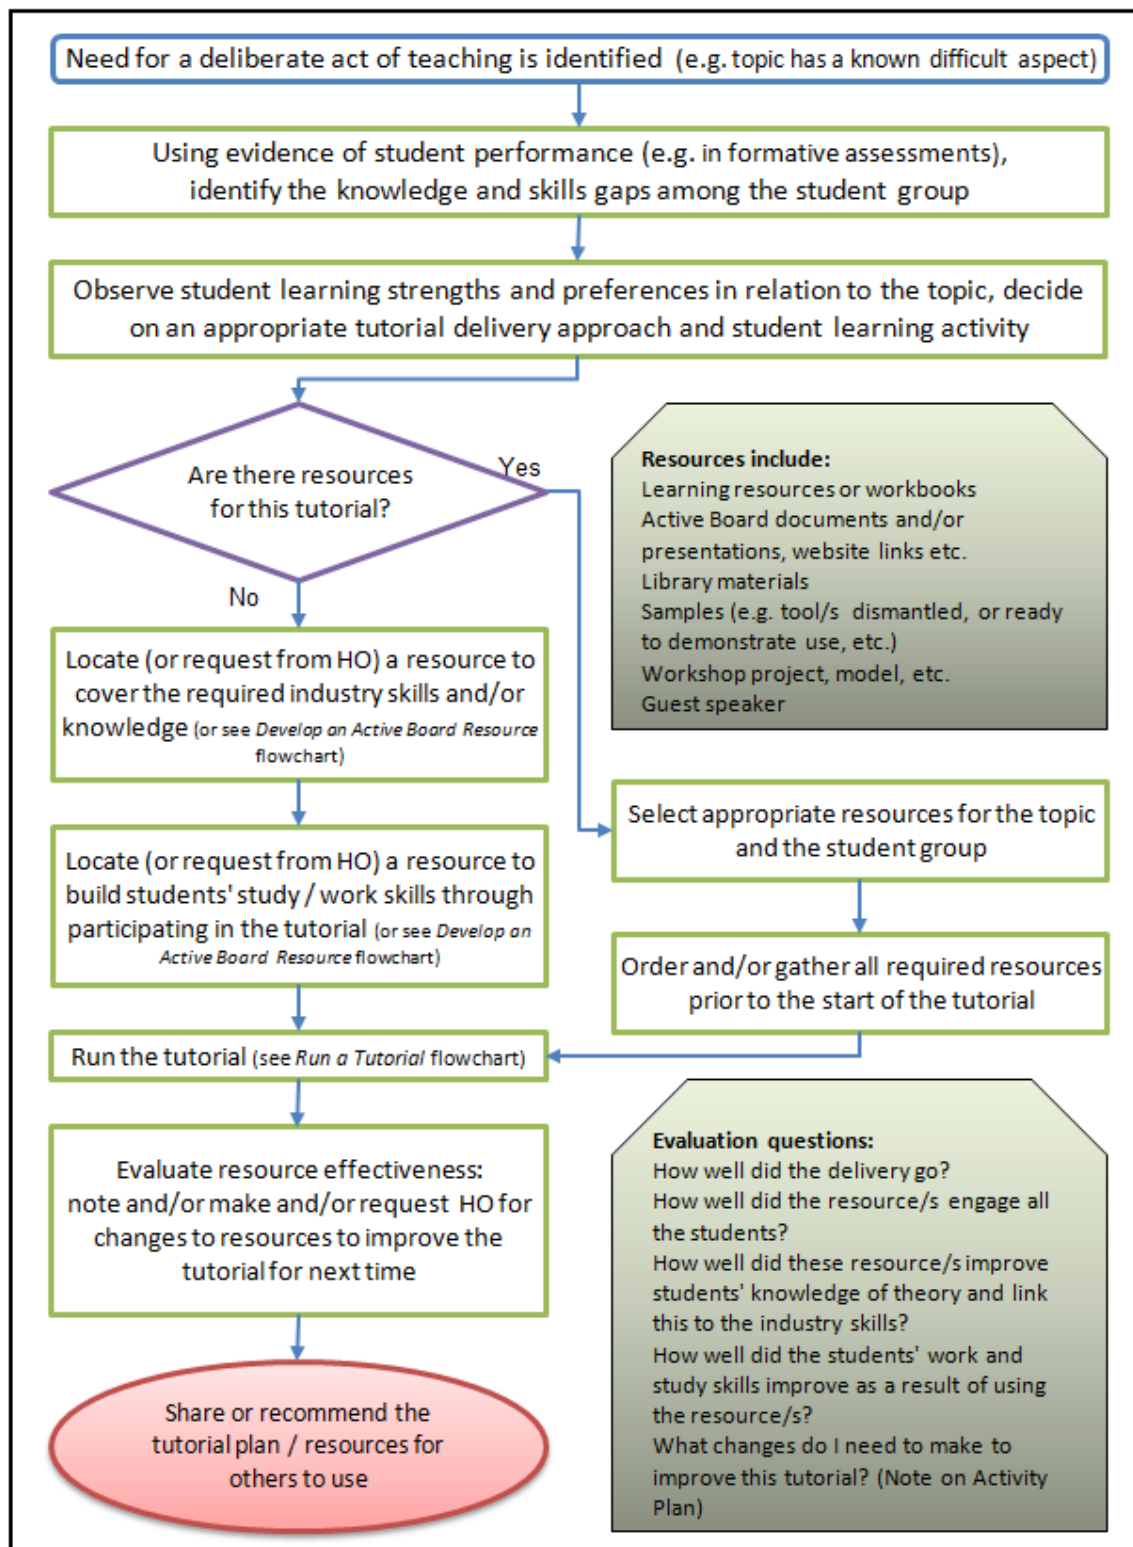 Need for a deliberate act of teaching is identified (e.g. topic has a known difficult aspect)
Using evidence of student performance (e.g. in formative assessments),
identify the knowledge and skills gaps among the student group
Observe student learning strengths and preferences in relation to the topic, decide
on an appropriate tutorial delivery approach and student learning activity
Are there resources
for this tutorial?
Yes
No
Resources include:
Learning resources or workbooks
Active Board documents and/or
presentations, website links etc.
Library materials
Samples (e.g. tool/s dismantled, or ready
to demonstrate use, etc.)
Workshop project, model, etc.
Guest speaker
Locate (or request from HO) a resource to
cover the required industry skills and/or
knowledge (or see Develop an Active Board Resource
flowchart)
Locate (or request from HO) a resource to
build students' study / work skills through
participating in the tutorial (or see Develop an
Active Board Resource flowchart)
Select appropriate resources for the topic
and the student group
Order and/or gather all required resources
prior to the start of the tutorial
Run the tutorial (see Run a Tutorial flowchart)
Evaluate resource effectiveness:
note and/or make and/or request HO for
changes to resources to improve the
tutorial for next time
Share or recommend the
tutorial plan / resources for
others to use
Evaluation questions:
How well did the delivery go?
How well did the resource/s engage all
the students?
How well did these resource/s improve
students' knowledge of theory and link
this to the industry skills?
How well did the students' work and
study skills improve as a result of using
the resource/s?
What changes do I need to make to
improve this tutorial? (Note on Activity
Plan)